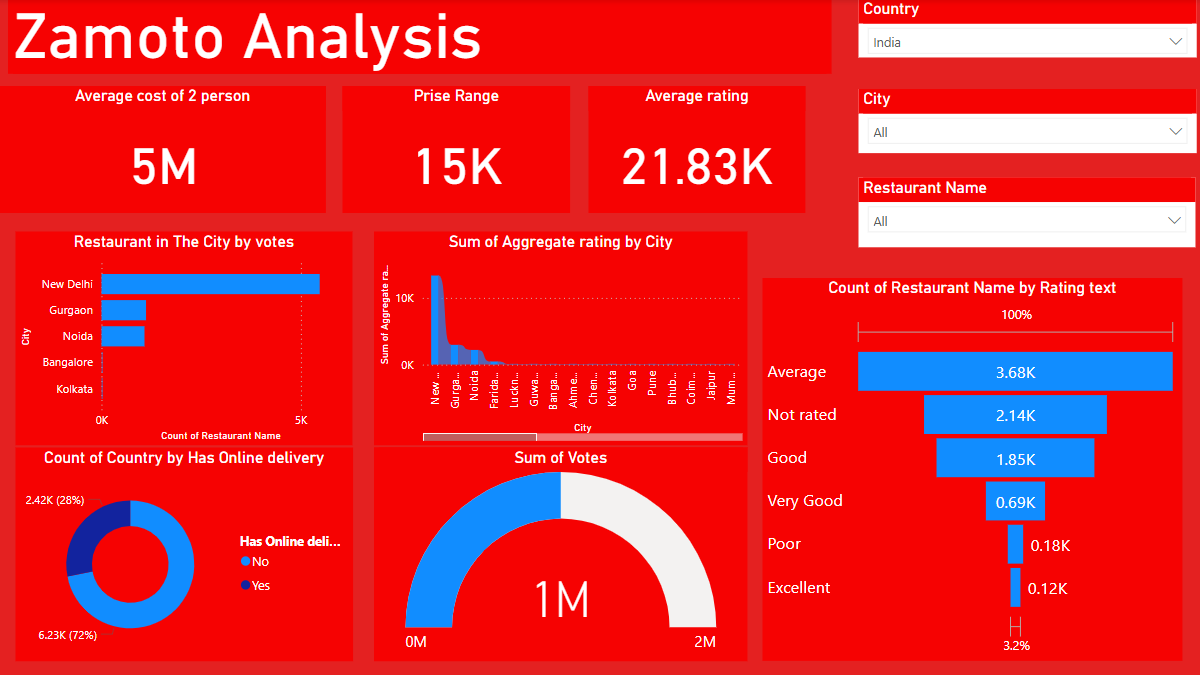 Zamoto Analysis
Country
India
City
All
Restaurant Name
All
Average cost of 2 person
5M
Prise Range
15K
Average rating
21.83K
Restaurant in The City by votes
City
New Delhi
Gurgaon
Noida
Bangalore
Kolkata
0K
5K
Count of Restaurant Name
Sum of Aggregate rating by City
Sum of Aggregate ra...
10K
0K
New ...
Gurga...
Noida
Farida...
Luckn...
Guwa...
Banga...
Ahme...
Chen...
Kolkata
Goa
Pune
Bhub...
Coim...
Jaipur
Mum...
City
Count of Restaurant Name by Rating text
100%
Average 3.68K
Not rated 2.14K
Good 1.85K
Very Good 0.69K
Poor 0.18K
Excellent 0.12K
3.2%
Count of Country by Has Online delivery
2.42K (28%)
6.23K (72%)
Has Online deli...
No
Yes
Sum of Votes
1M
0M
2M